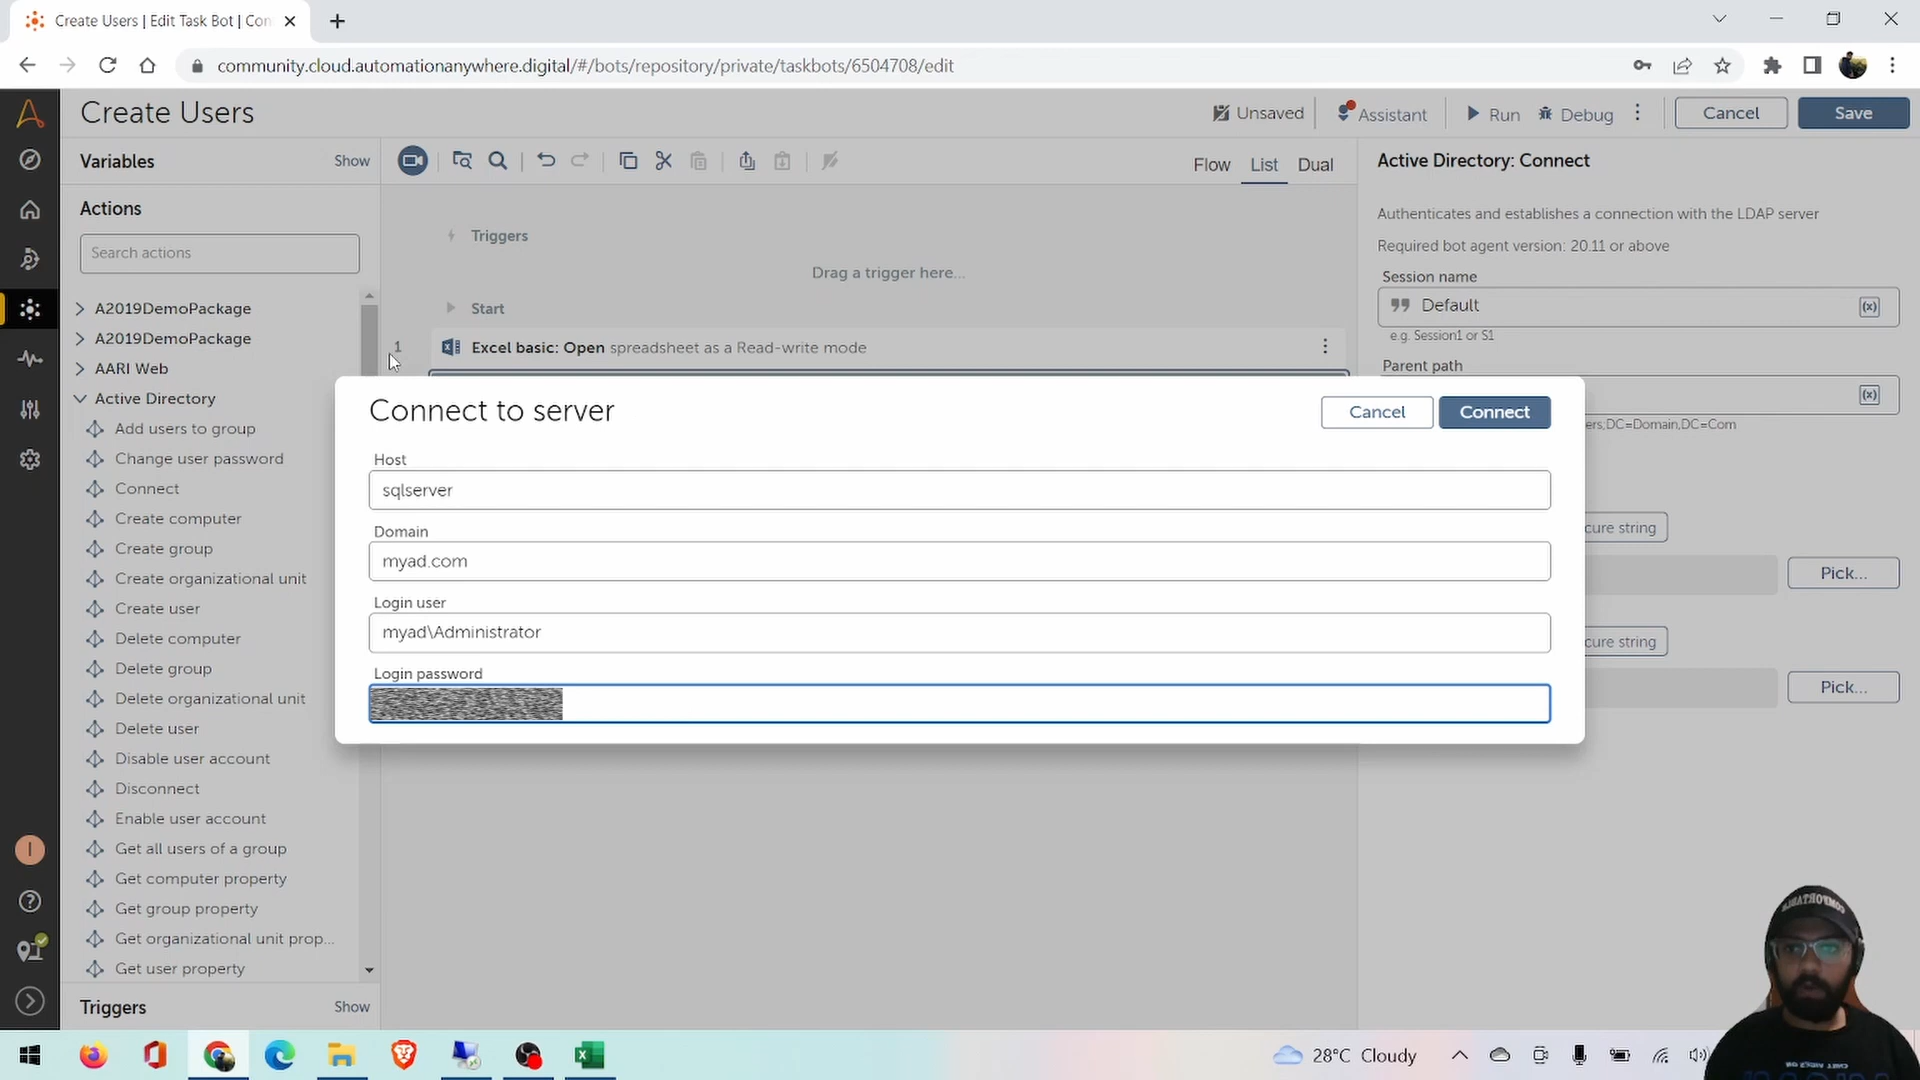 Create Users | Edit Task Bot | Con
community.cloud.automationanywhere.digital/#/bots/repository/private/taskbots/6504708/edit
Create Users
Unsaved
Assistant
Run
Debug
Cancel
Save
Variables
Show
Flow
List
Dual
Active Directory: Connect
Actions
Search actions
A2019DemoPackage
A2019DemoPackage
AARI Web
Active Directory
Add users to group
Change user password
Connect
Create computer
Create group
Create organizational unit
Create user
Delete computer
Delete group
Delete organizational unit
Delete user
Disable user account
Disconnect
Enable user account
Get all users of a group
Get computer property
Get group property
Get organizational unit prop...
Get user property
Triggers
Show
Triggers
Drag a trigger here...
Start
1
Excel basic: Open spreadsheet as a Read-write mode
Authenticates and establishes a connection with the LDAP server
Required bot agent version: 20.11 or above
Session name
Default
(x)
e.g. Session1 or S1
Parent path
(x)
ers;DC=Domain,DC=Com
cure string
Pick...
cure string
Pick...
Connect to server
Cancel
Connect
Host
sqlserver
Domain
myad.com
Login user
myad\Administrator
Login password
I
28°C Cloudy